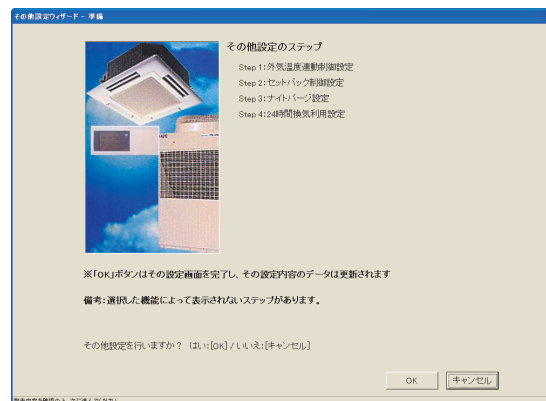 その他設定ウィザード - 準備
その他設定のステップ
Step 1:外気温度連動制御設定
Step 2:セットバック制御設定
Step 3:ナイトパージ設定
Step 4:24時間換気利用設定
※「OK」ボタンはその設定画面を完了し、その設定内容のデータは更新されます
備考:選択した機能によって表示されないステップがあります。
その他設定を行いますか? はい:[OK] / いいえ:[キャンセル]
OK キャンセル